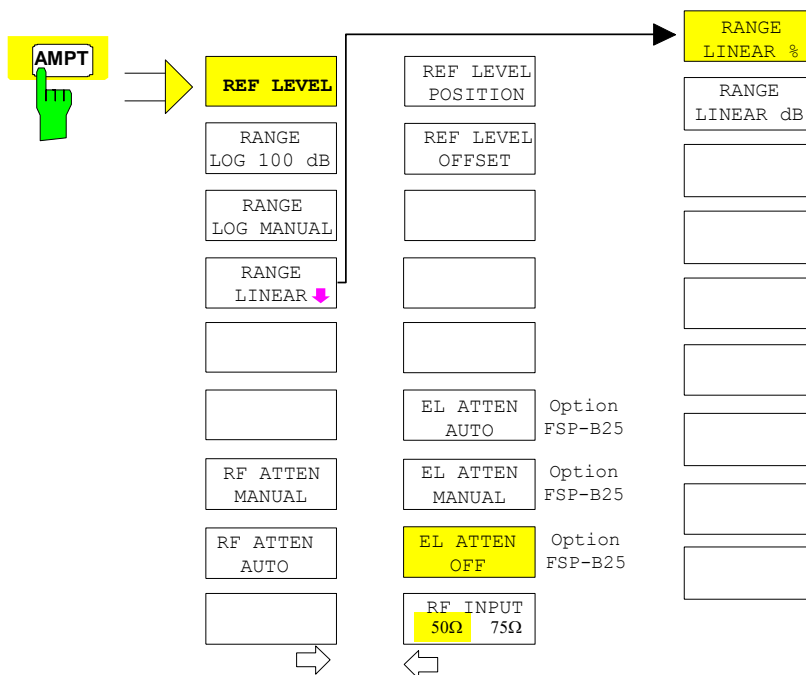 AMPT
REF LEVEL
RANGE
LOG 100 dB
RANGE
LOG MANUAL
RANGE
LINEAR
RF ATTEN
MANUAL
RF ATTEN
AUTO
REF LEVEL
POSITION
REF LEVEL
OFFSET
EL ATTEN
AUTO
Option
FSP-B25
EL ATTEN
MANUAL
Option
FSP-B25
EL ATTEN
OFF
Option
FSP-B25
RF INPUT
50Ω 75Ω
RANGE
LINEAR %
RANGE
LINEAR dB